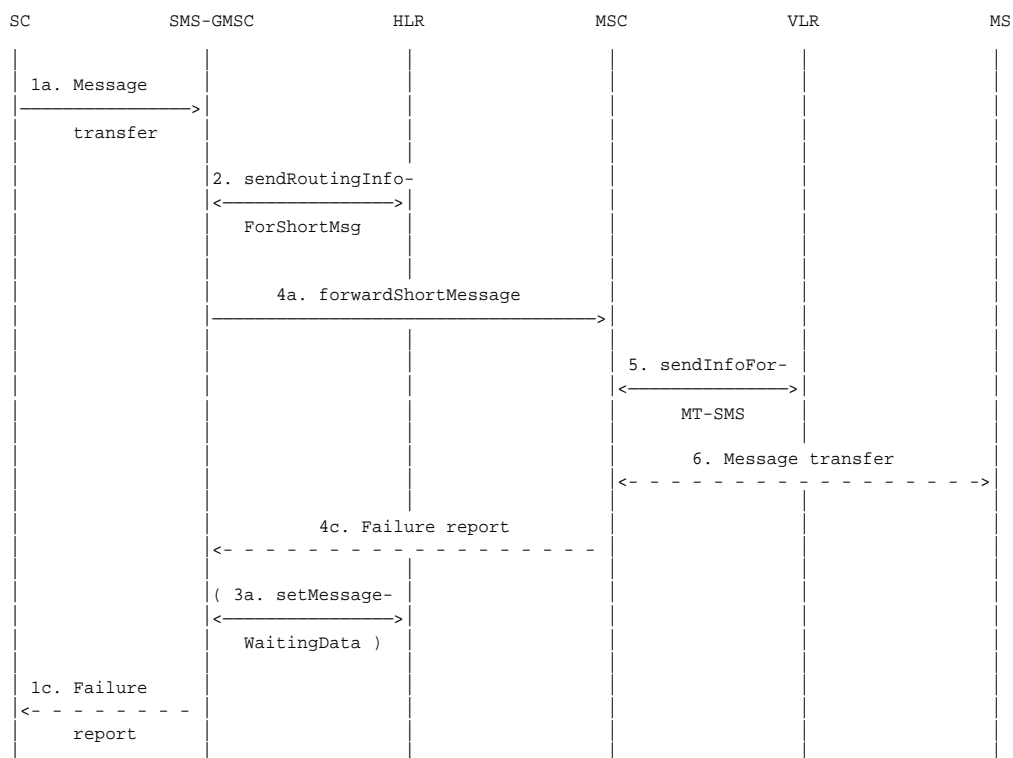 SC SMS-GMSC HLR MSC VLR MS
1a. Message
transfer
2. sendRoutingInfo-
ForShortMsg
4a. forwardShortMessage
5. sendInfoFor-
MT-SMS
6. Message transfer
4c. Failure report
( 3a. setMessage-
WaitingData )
1c. Failure
report